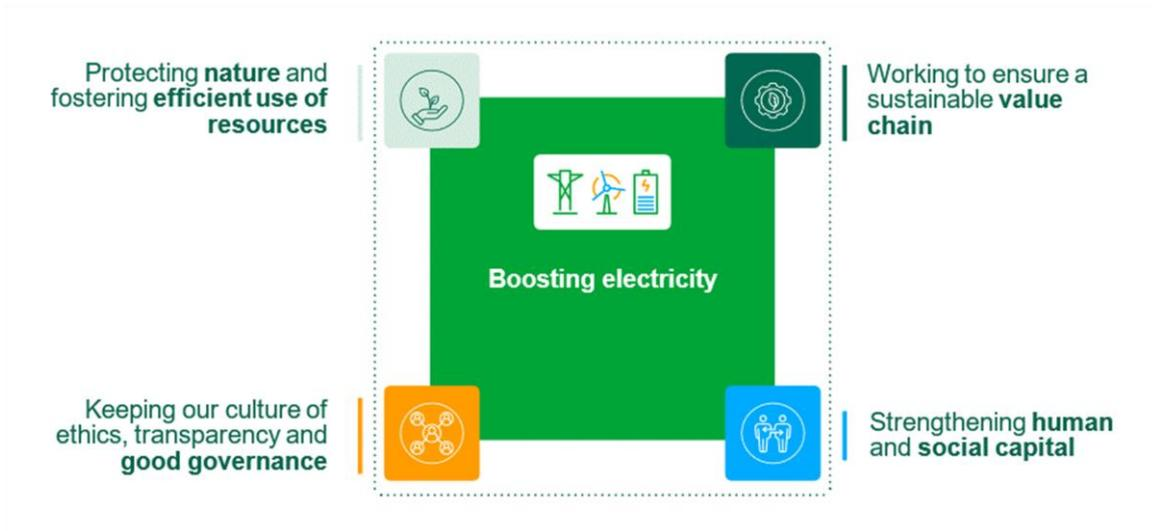 Protecting nature and
fostering efficient use of
resources
Working to ensure a
sustainable value
chain
Boosting electricity
Keeping our culture of
ethics, transparency and
good governance
Strengthening human
and social capital